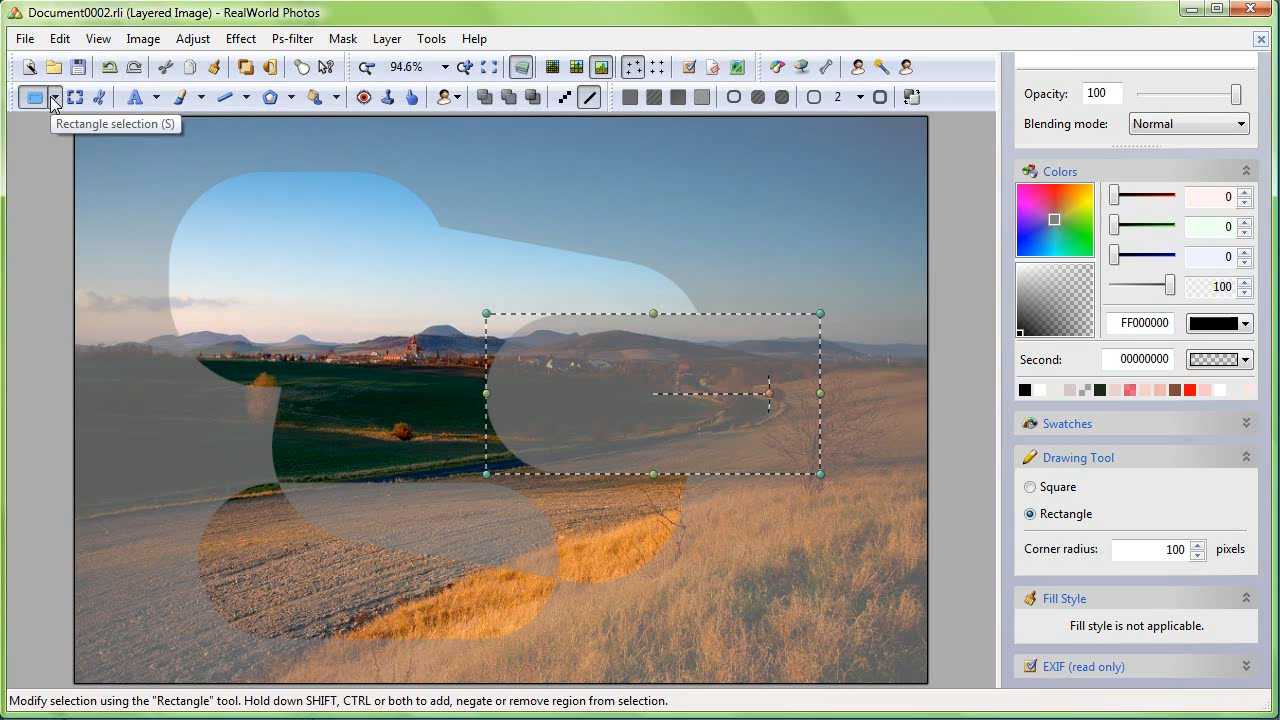 Document0002.rli (Layered Image) - RealWorld Photos
File Edit View Image Adjust Effect Ps-filter Mask Layer Tools Help
94.6%
2
Rectangle selection (S)
Opacity: 100
Blending mode: Normal
Colors
0
0
0
100
FF000000
Second: 00000000
Swatches
Drawing Tool
Square
Rectangle
Corner radius: 100 pixels
Fill Style
Fill style is not applicable.
EXIF (read only)
Modify selection using the "Rectangle" tool. Hold down SHIFT, CTRL or both to add, negate or remove region from selection.